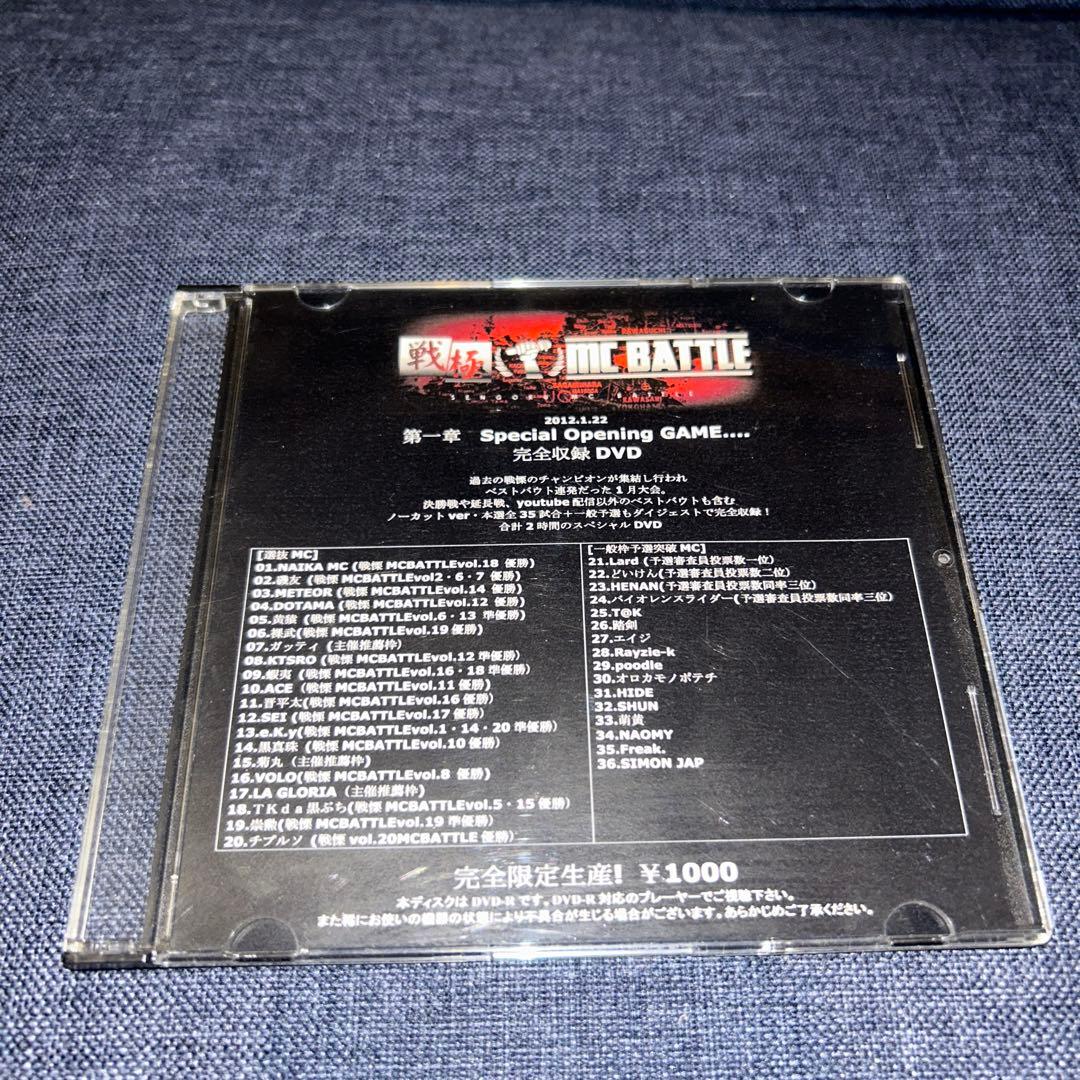 戦極 MC BATTLE
KAWAGUCHI
SAGAMIHARA
KAWASAKI
YOKOHAMA
SENGOKU MC BATTLE
2012.1.22
第一章 Special Opening GAME....
完全収録 DVD
過去の戦慄のチャンピオンが集結し行われ
ベストバウト連発だった1月大会。
決勝戦や延長戦、youtube配信以外のベストバウトも含む
ノーカットver・本選全35試合+一般予選もダイジェストで完全収録!
合計2時間のスペシャルDVD
[選抜 MC]
01.NAIKA MC (戦慄 MCBATTLEvol.18 優勝)
02.磯友 (戦慄 MCBATTLEvol2・6・7 優勝)
03.METEOR (戦慄 MCBATTLEvol.14 優勝)
04.DOTAMA (戦慄 MCBATTLEvol.12 優勝)
05.黄猿 (戦慄 MCBATTLEvol.6・13 準優勝)
06.裸武(戦慄 MCBATTLEvol.19優勝)
07.ガッティ (主催推薦枠)
08.KTSRO (戦慄 MCBATTLEvol.12準優勝)
09.蝦夷 (戦慄 MCBATTLEvol.16・18準優勝)
10.ACE (戦慄 MCBATTLEvol.11優勝)
11.晋平太(戦慄 MCBATTLEvol.16優勝)
12.SEI (戦慄 MCBATTLEvol.17 優勝)
13.e.K.y(戦慄 MCBATTLEvol.1・14・20 準優勝)
14.黒真珠 (戦慄 MCBATTLEvol.10 優勝)
15.菊丸 (主催推薦枠)
16.VOLO(戦慄 MCBATTLEvol.8 優勝)
17.LA GLORIA (主催推薦枠)
18.TKda黒ぶち(戦慄 MCBATTLEvol.5・15優勝)
19.崇勲(戦慄 MCBATTLEvol.19 準優勝)
20.チプルソ (戦慄 vol.20MCBATTLE 優勝)
[一般枠予選突破 MC]
21.Lard (予選審査員投票数一位)
22.どいけん(予選審査員投票数二位)
23.HENAN(予選審査員投票数同率三位)
24.バイオレンスライダー(予選審査員投票数同率三位)
25.T@K
26.踏剣
27.エイジ
28.Rayzie-k
29.poodle
30.オロカモノポテチ
31.HIDE
32.SHUN
33.萌黄
34.NAOMY
35.Freak.
36.SIMON JAP
完全限定生産! ¥1000
本ディスクは DVD-R です。DVD-R 対応のプレーヤーでご視聴下さい。
また稀にお使いの機器の状態により不具合が生じる場合がございます。あらかじめご了承ください。